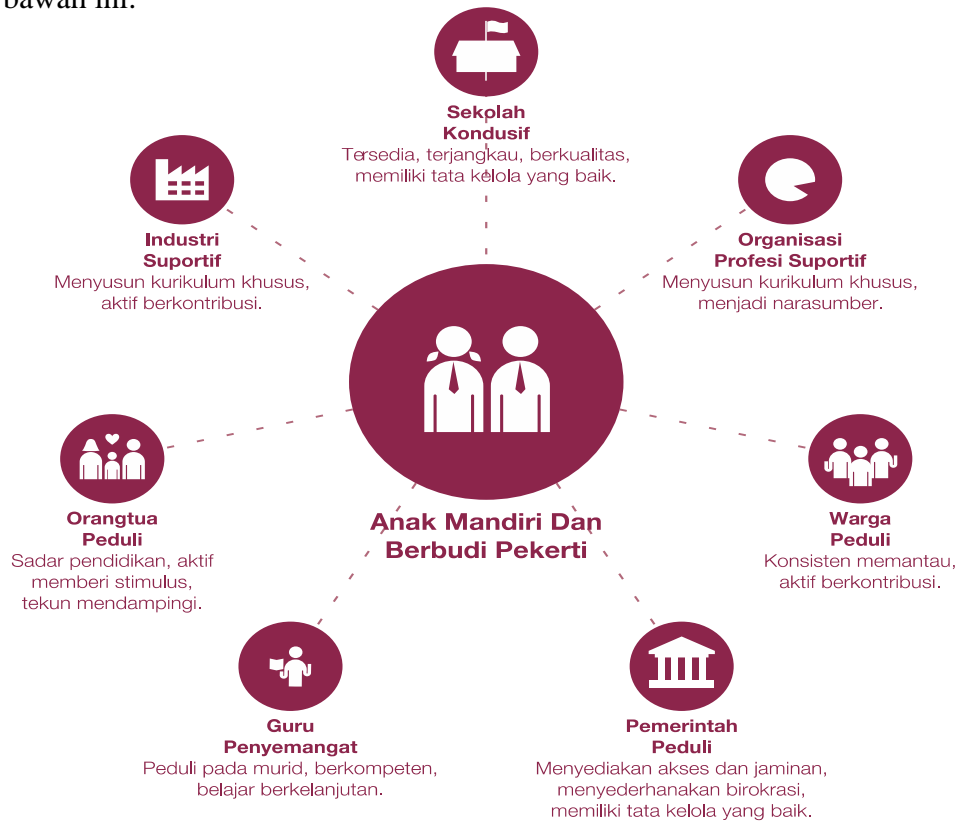 bawah ini.
Sekolah
Kondusif
Tersedia, terjangkau, berkualitas,
memiliki tata kelola yang baik.
Industri
Suportif
Menyusun kurikulum khusus,
aktif berkontribusi.
Organisasi
Profesi Suportif
Menyusun kurikulum khusus,
menjadi narasumber.
Orangtua
Peduli
Sadar pendidikan, aktif
memberi stimulus,
tekun mendampingi.
Anak Mandiri Dan
Berbudi Pekerti
Warga
Peduli
Konsisten memantau,
aktif berkontribusi.
Guru
Penyemangat
Peduli pada murid, berkompeten,
belajar berkelanjutan.
Pemerintah
Peduli
Menyediakan akses dan jaminan,
menyederhanakan birokrasi,
memiliki tata kelola yang baik.